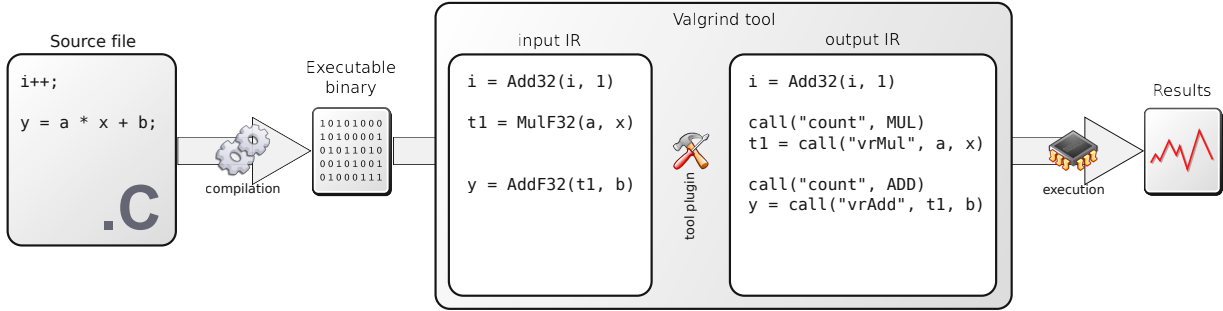 Source file
i++;
y = a * x + b;
.C
compilation
Executable
binary
10101000
10100001
01011010
00101001
01000111
Valgrind tool
input IR
i = Add32(i, 1)
t1 = MulF32(a, x)
y = AddF32(t1, b)
tool plugin
output IR
i = Add32(i, 1)
call("count", MUL)
t1 = call("vrMul", a, x)
call("count", ADD)
y = call("vrAdd", t1, b)
execution
Results